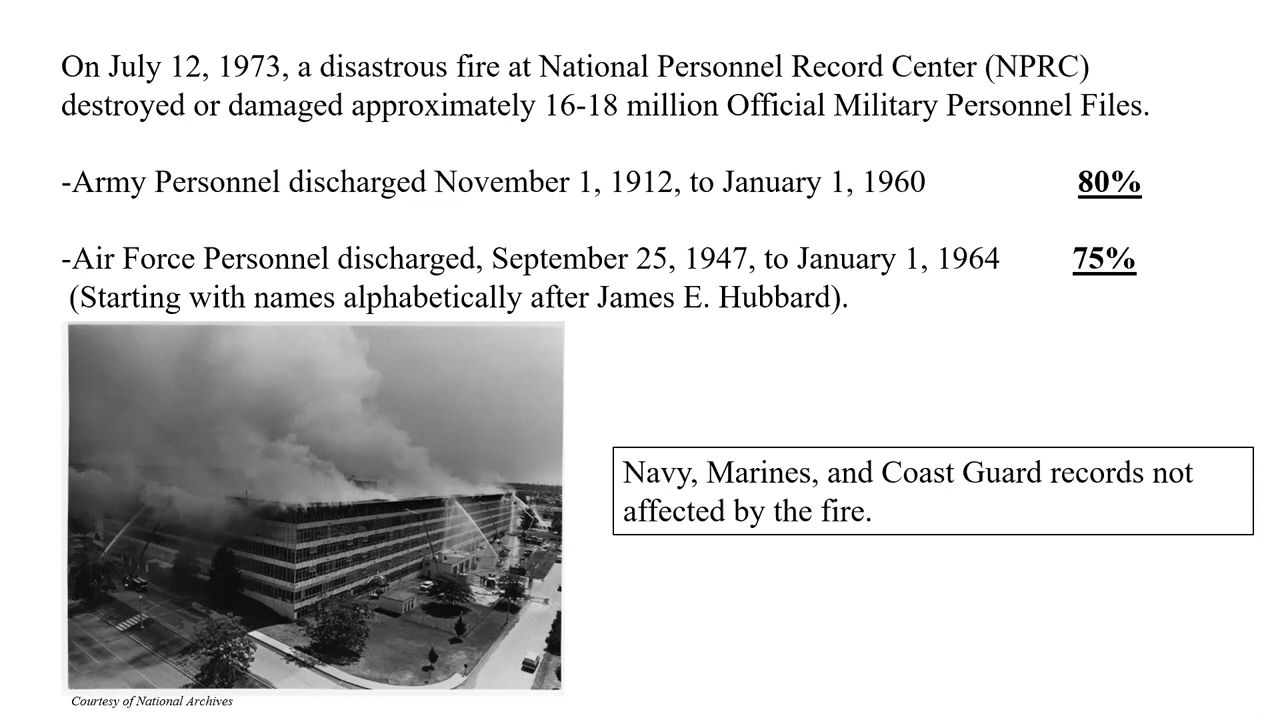 On July 12, 1973, a disastrous fire at National Personnel Record Center (NPRC)
destroyed or damaged approximately 16-18 million Official Military Personnel Files.
-Army Personnel discharged November 1, 1912, to January 1, 1960 80%
-Air Force Personnel discharged, September 25, 1947, to January 1, 1964 75%
(Starting with names alphabetically after James E. Hubbard).
Navy, Marines, and Coast Guard records not
affected by the fire.
Courtesy of National Archives